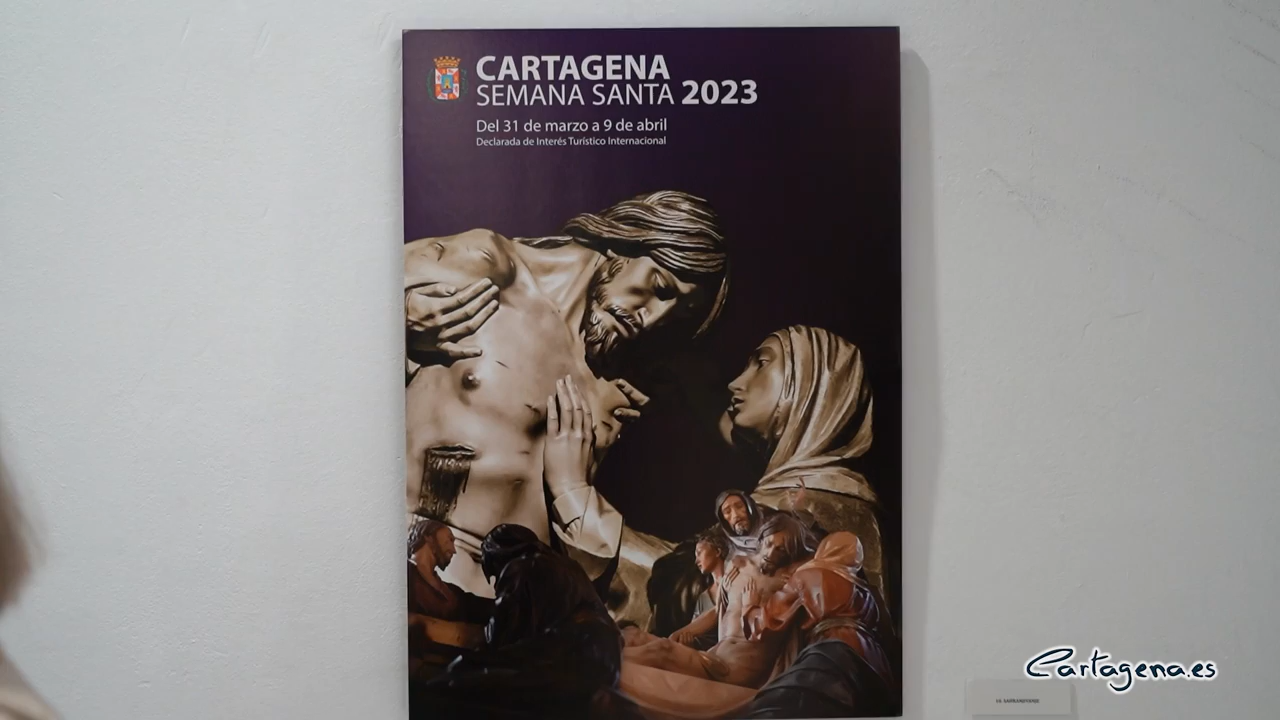 CARTAGENA
SEMANA SANTA 2023
Del 31 de marzo a 9 de abril
Declarada de Interés Turístico Internacional
Cartagena.es